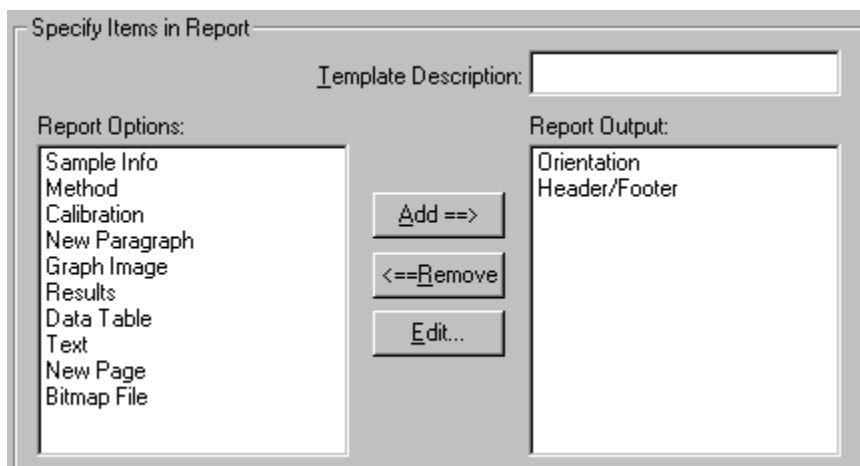 Specify Items in Report
Template Description:
Report Options:
Sample Info
Method
Calibration
New Paragraph
Graph Image
Results
Data Table
Text
New Page
Bitmap File
Add ==>
<==Remove
Edit...
Report Output:
Orientation
Header/Footer